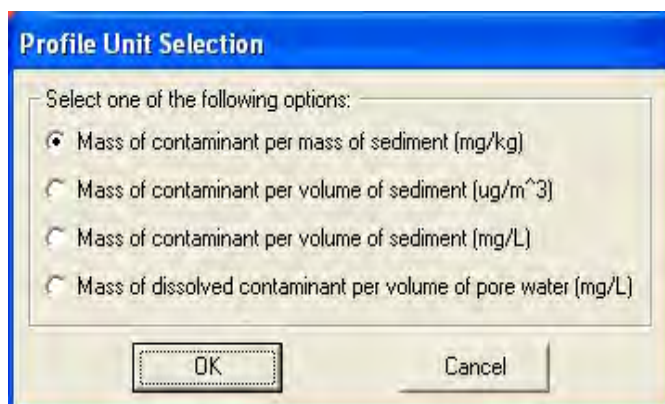 Profile Unit Selection
Select one of the following options:
Mass of contaminant per mass of sediment (mg/kg)
Mass of contaminant per volume of sediment (ug/m^3)
Mass of contaminant per volume of sediment (mg/L)
Mass of dissolved contaminant per volume of pore water (mg/L)
OK Cancel